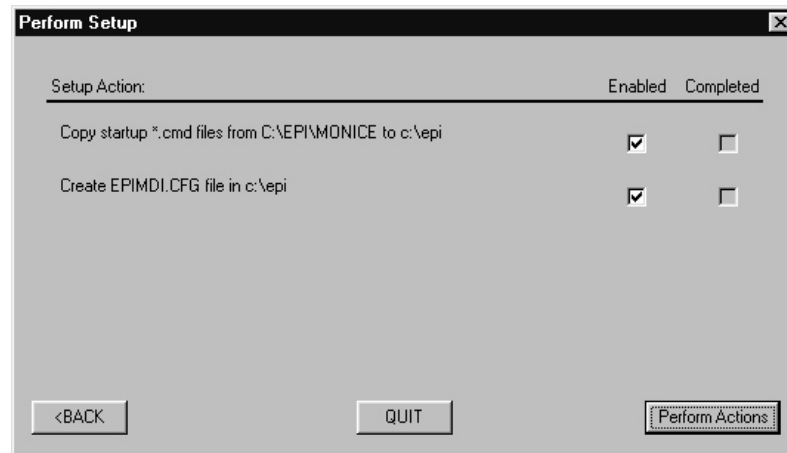 Perform Setup
Setup Action: Enabled Completed
Copy startup *.cmd files from C:\EPI\MONICE to c:\epi
Create EPIMDI.CFG file in c:\epi
<BACK QUIT Perform Actions